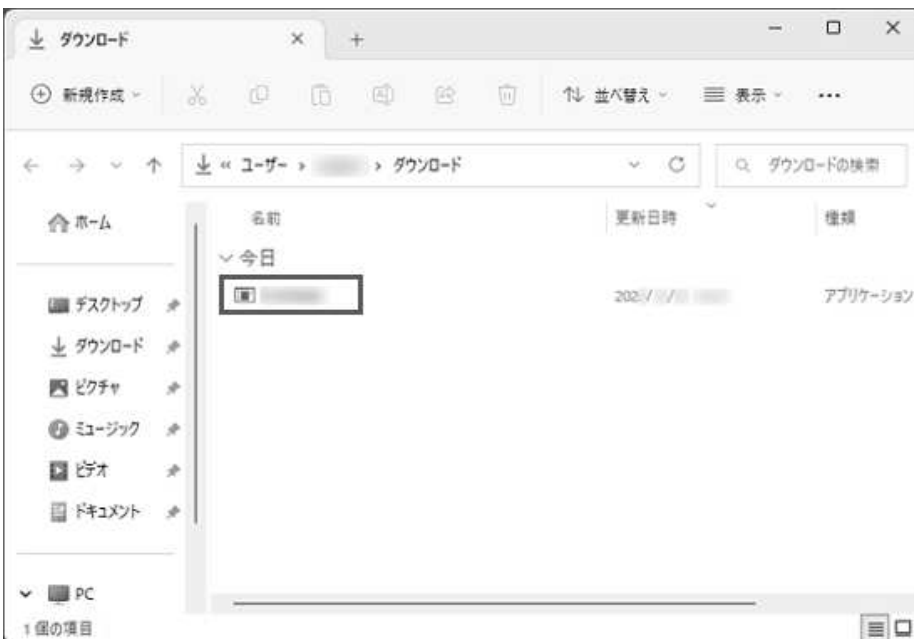 ダウンロード
新規作成 並べ替え 表示 ...
« ユーザー › › ダウンロード ダウンロードの検索
ホーム
名前 更新日時 種類
今日
202 / / アプリケーション
デスクトップ
ダウンロード
ピクチャ
ミュージック
ビデオ
ドキュメント
PC
1 個の項目